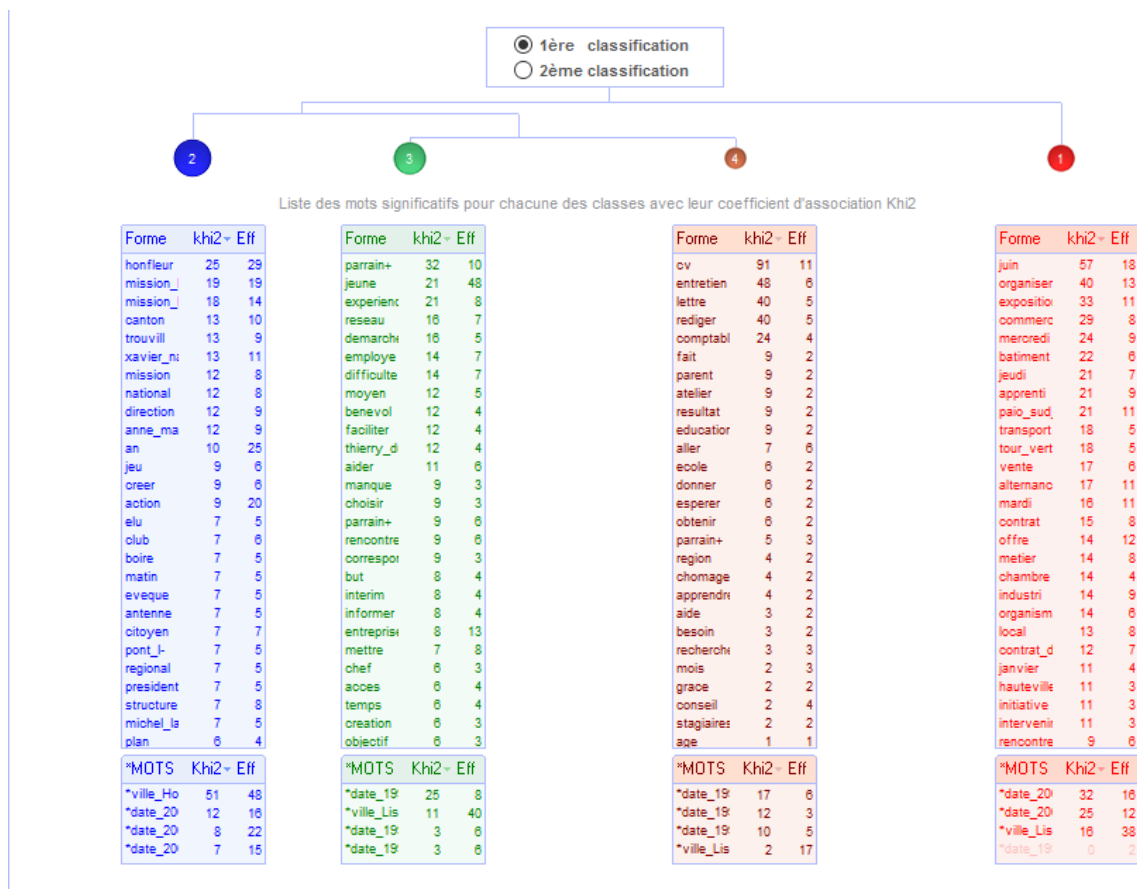 1ère classification
2ème classification
2
3
4
1
Liste des mots significatifs pour chacune des classes avec leur coefficient d'association Khi2
Forme khi2 Eff
honfleur 25 29
mission_ 19 19
mission_ 18 14
canton 13 10
trouvill 13 9
xavier_na 13 11
mission 12 8
national 12 8
direction 12 9
anne_ma 12 9
an 10 25
jeu 9 6
creer 9 6
action 9 20
elu 7 5
club 7 6
boire 7 5
matin 7 5
eveque 7 5
antenne 7 5
citoyen 7 7
pont_l- 7 5
regional 7 5
president 7 5
structure 7 8
michel_la 7 5
plan 6 4
*MOTS Khi2 Eff
*ville_Ho 51 48
*date_20 12 16
*date_20 8 22
*date_20 7 15
Forme khi2 Eff
parrain+ 32 10
jeune 21 48
experienc 21 8
reseau 16 7
demarche 16 5
employe 14 7
difficulte 14 7
moyen 12 5
benevol 12 4
faciliter 12 4
thierry_d 12 4
aider 11 6
manque 9 3
choisir 9 3
parrain+ 9 6
rencontre 9 6
correspor 9 3
but 8 4
interim 8 4
informer 8 4
entreprise 8 13
mettre 7 8
chef 6 3
acces 6 4
temps 6 4
creation 6 3
objectif 6 3
*MOTS Khi2 Eff
*date_19 25 8
*ville_Lis 11 40
*date_19 3 6
*date_19 3 6
Forme khi2 Eff
cv 91 11
entretien 48 6
lettre 40 5
rediger 40 5
comptabl 24 4
fait 9 2
parent 9 2
atelier 9 2
resultat 9 2
education 9 2
aller 7 6
ecole 6 2
donner 6 2
esperer 6 2
obtenir 6 2
parrain+ 5 3
region 4 2
chomage 4 2
apprendre 4 2
aide 3 2
besoin 3 2
recherche 3 3
mois 2 3
grace 2 2
conseil 2 4
stagiaires 2 2
age 1 1
*MOTS Khi2 Eff
*date_19 17 6
*date_19 12 3
*date_19 10 5
*ville_Lis 2 17
Forme khi2 Eff
juin 57 18
organiser 40 13
expositio 33 11
commerc 29 8
mercredi 24 9
batiment 22 6
jeudi 21 7
apprenti 21 9
paio_sud_ 21 11
transport 18 5
tour_vert 18 5
vente 17 6
alternanc 17 11
mardi 16 11
contrat 15 8
offre 14 12
metier 14 8
chambre 14 4
industri 14 9
organism 14 6
local 13 8
contrat_d 12 7
janvier 11 4
hauteville 11 3
initiative 11 3
intervenir 11 3
rencontre 9 6
*MOTS Khi2 Eff
*date_20 32 16
*date_20 25 12
*ville_Lis 16 38
*date_19 0 2